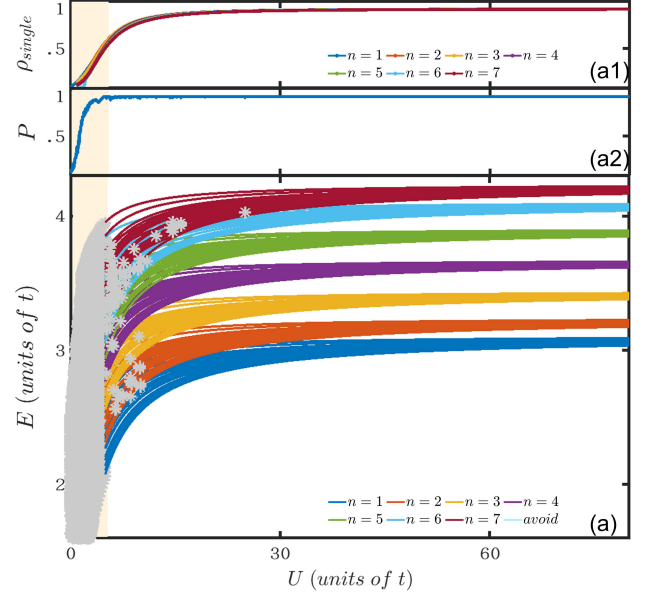 1
.5
ρsingle
n = 1 n = 2 n = 3 n = 4
n = 5 n = 6 n = 7
(a1)
1
.5
P
(a2)
4
3
2
E (units of t)
n = 1 n = 2 n = 3 n = 4
n = 5 n = 6 n = 7 avoid
(a)
0 30 60
U (units of t)